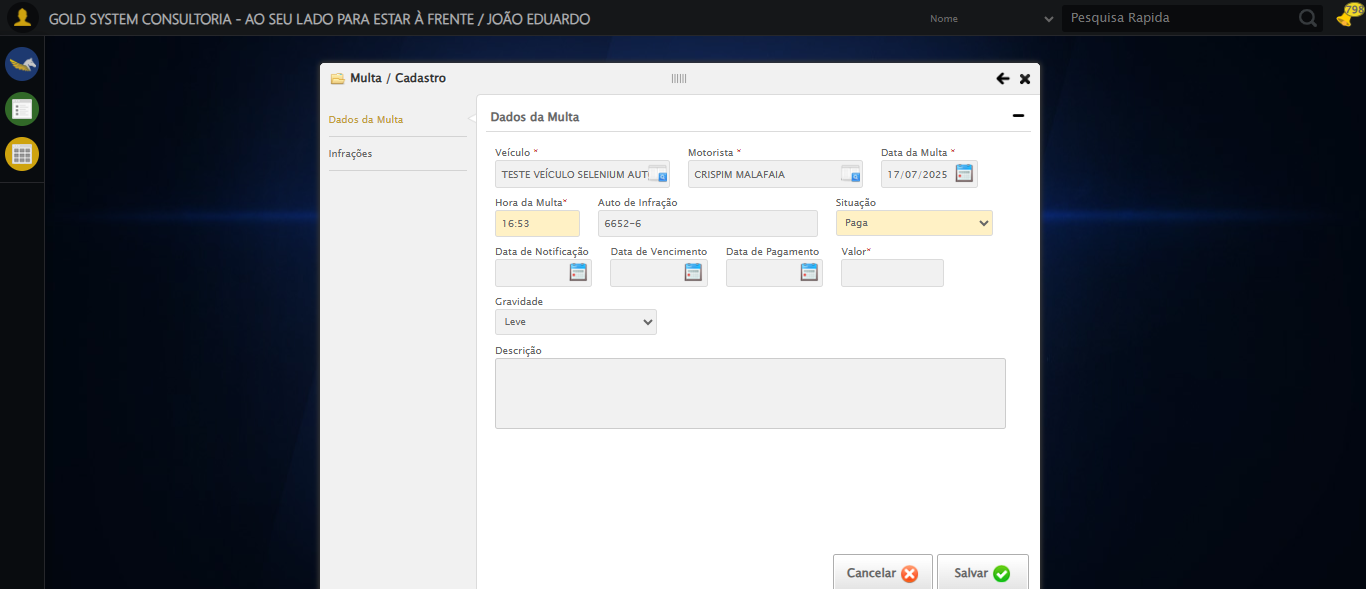 GOLD SYSTEM CONSULTORIA - AO SEU LADO PARA ESTAR À FRENTE / JOÃO EDUARDO
Nome
Pesquisa Rapida
798
Multa / Cadastro
Dados da Multa
Infrações
Dados da Multa
Veículo * Motorista * Data da Multa *
TESTE VEÍCULO SELENIUM AUT CRISPIM MALAFAIA 17/07/2025
Hora da Multa* Auto de Infração Situação
16:53 6652-6 Paga
Data de Notificação Data de Vencimento Data de Pagamento Valor*
Gravidade
Leve
Descrição
Cancelar Salvar